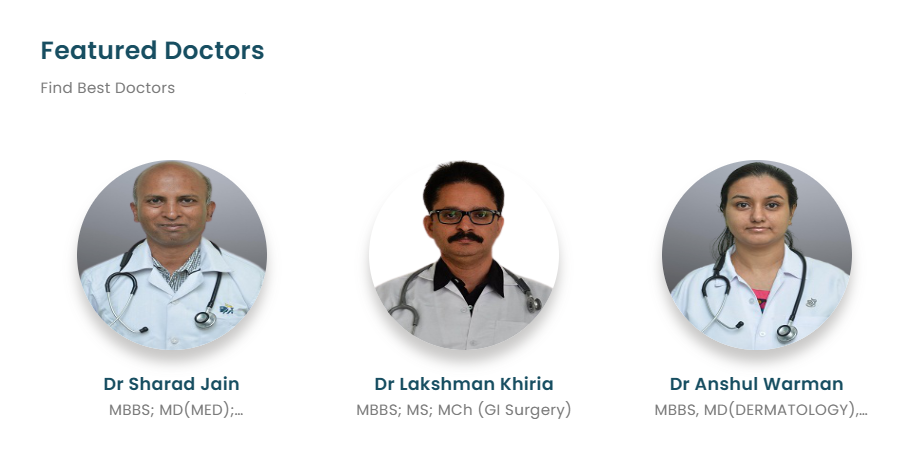 Featured Doctors
Find Best Doctors
Dr Sharad Jain
MBBS; MD(MED);...
Dr Lakshman Khiria
MBBS; MS; MCh (GI Surgery)
Dr Anshul Warman
MBBS, MD(DERMATOLOGY),...